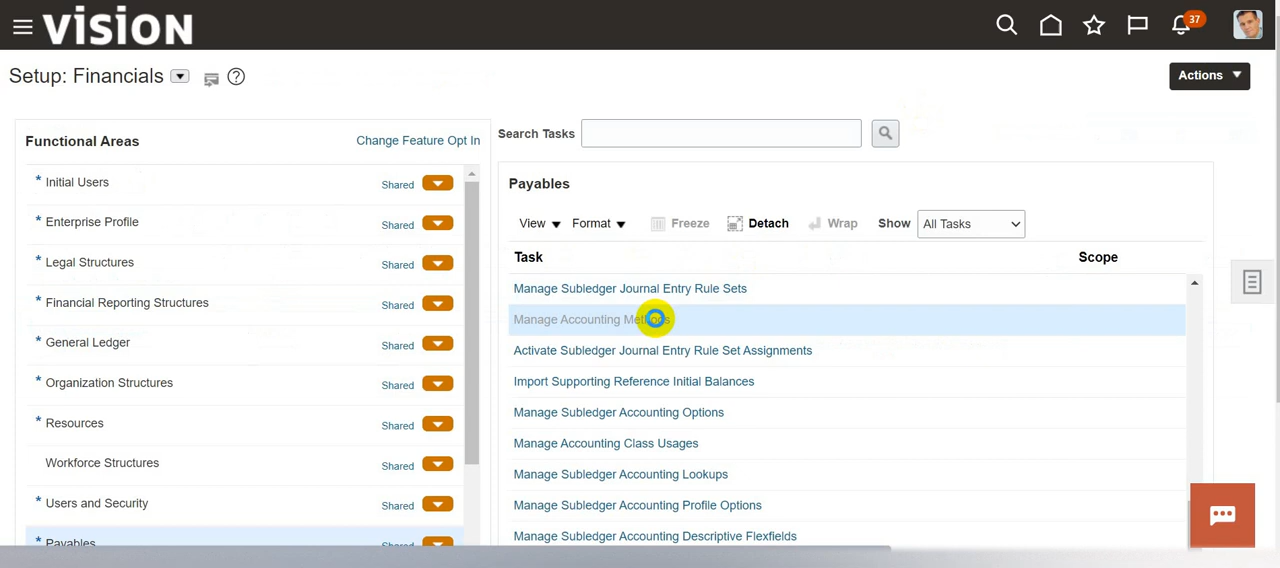 vision
37
Setup: Financials
Actions
Functional Areas
Change Feature Opt In
* Initial Users Shared
* Enterprise Profile Shared
* Legal Structures Shared
* Financial Reporting Structures Shared
* General Ledger Shared
* Organization Structures Shared
* Resources Shared
Workforce Structures Shared
* Users and Security Shared
* Payables Shared
Search Tasks
Payables
View Format Freeze Detach Wrap Show All Tasks
Task Scope
Manage Subledger Journal Entry Rule Sets
Manage Accounting Methods
Activate Subledger Journal Entry Rule Set Assignments
Import Supporting Reference Initial Balances
Manage Subledger Accounting Options
Manage Accounting Class Usages
Manage Subledger Accounting Lookups
Manage Subledger Accounting Profile Options
Manage Subledger Accounting Descriptive Flexfields